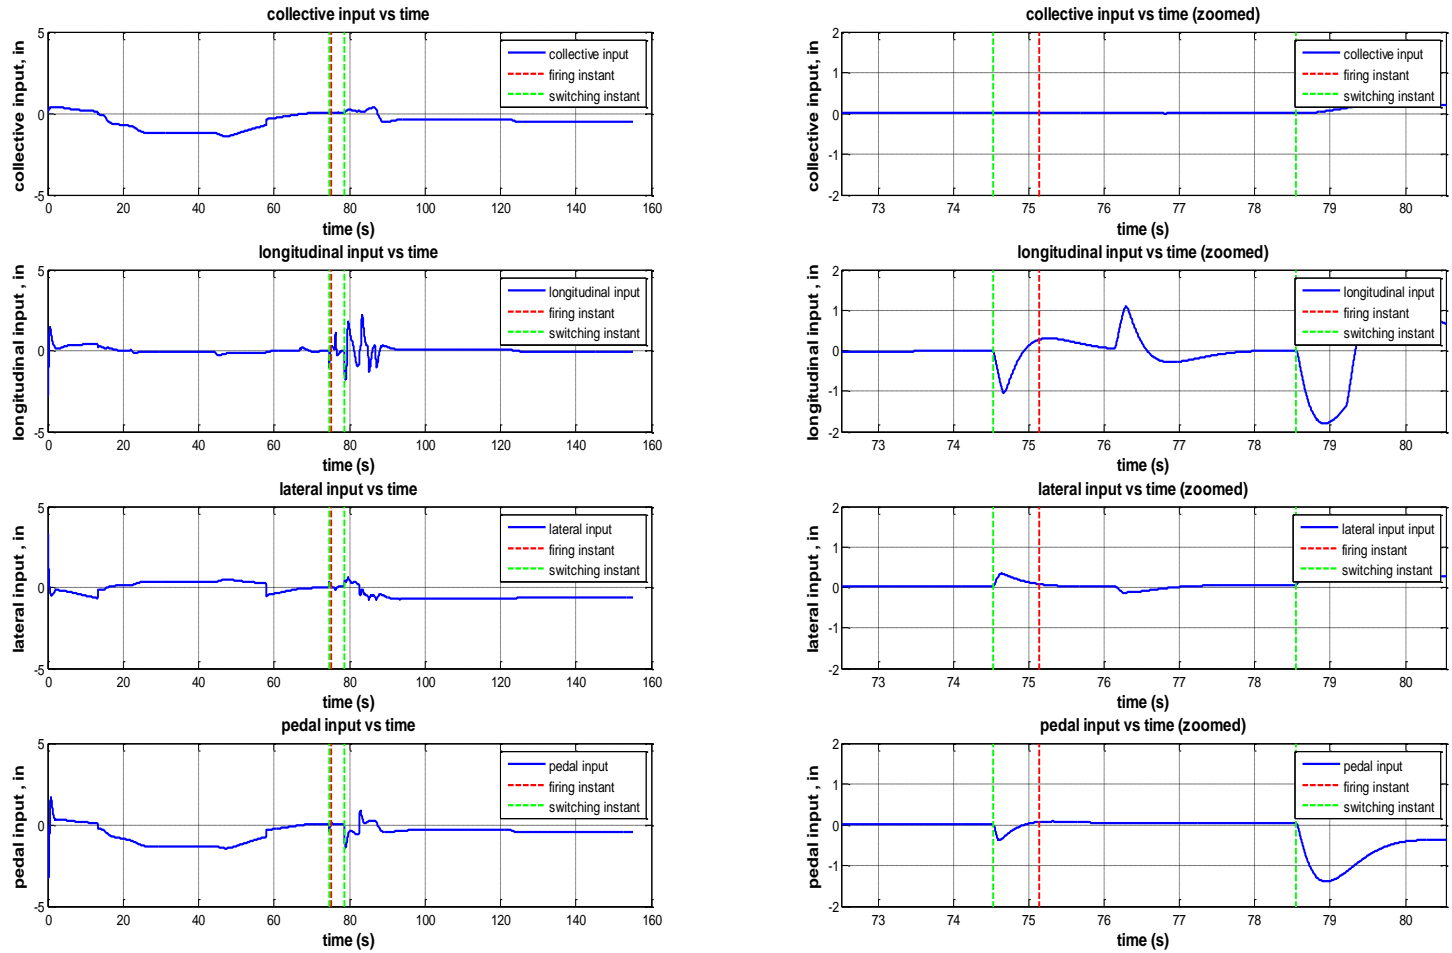 collective input vs time
collective input, in
5
0
-5
0 20 40 60 80 100 120 140 160
time (s)
collective input
firing instant
switching instant
collective input vs time (zoomed)
collective input, in
2
1
0
-1
-2
73 74 75 76 77 78 79 80
time (s)
collective input
firing instant
switching instant
longitudinal input vs time
longitudinal input , in
5
0
-5
0 20 40 60 80 100 120 140 160
time (s)
longitudinal input
firing instant
switching instant
longitudinal input vs time (zoomed)
longitudinal input , in
2
1
0
-1
-2
73 74 75 76 77 78 79 80
time (s)
longitudinal input
firing instant
switching instant
lateral input vs time
lateral input , in
5
0
-5
0 20 40 60 80 100 120 140 160
time (s)
lateral input
firing instant
switching instant
lateral input vs time (zoomed)
lateral input , in
2
1
0
-1
-2
73 74 75 76 77 78 79 80
time (s)
lateral input input
firing instant
switching instant
pedal input vs time
pedal input , in
5
0
-5
0 20 40 60 80 100 120 140 160
time (s)
pedal input
firing instant
switching instant
pedal input vs time (zoomed)
pedal input , in
2
1
0
-1
-2
73 74 75 76 77 78 79 80
time (s)
pedal input
firing instant
switching instant